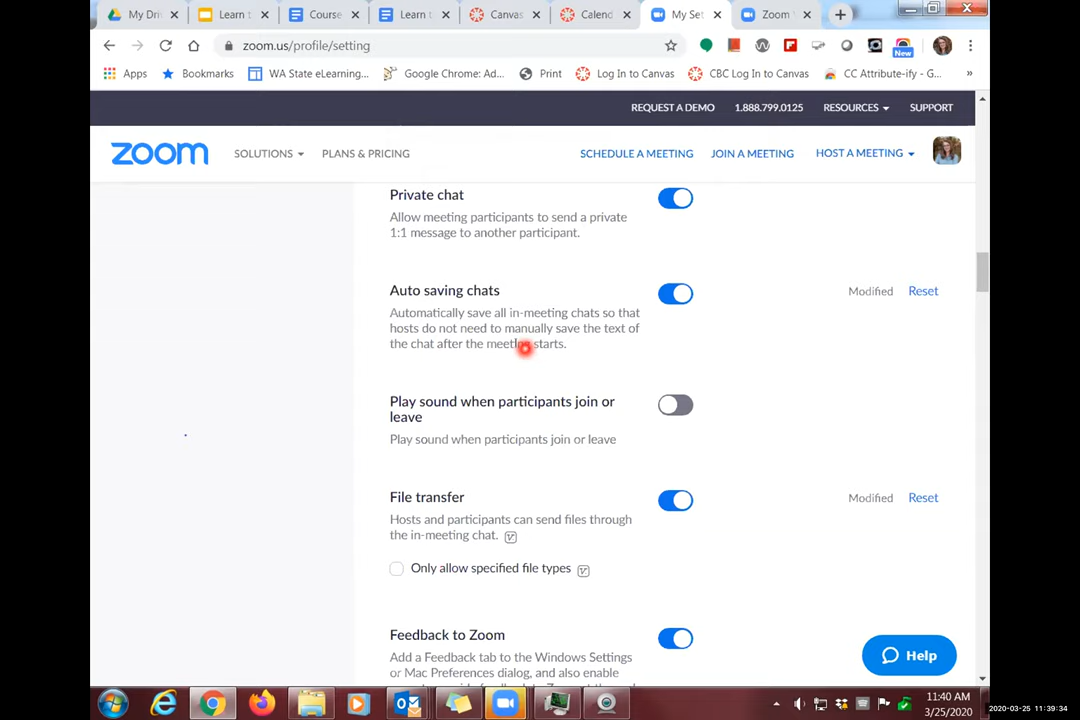 My Dri
Learn t
Course
Learn t
Canvas
Calend
My Set
Zoom
zoom.us/profile/setting
New
Apps
Bookmarks
WA State eLearning...
Google Chrome: Ad...
Print
Log In to Canvas
CBC Log In to Canvas
CC Attribute-ify - G...
»
REQUEST A DEMO
1.888.799.0125
RESOURCES
SUPPORT
zoom
SOLUTIONS
PLANS & PRICING
SCHEDULE A MEETING
JOIN A MEETING
HOST A MEETING
Private chat
Allow meeting participants to send a private
1:1 message to another participant.
Auto saving chats
Modified
Reset
Automatically save all in-meeting chats so that
hosts do not need to manually save the text of
the chat after the meeting starts.
Play sound when participants join or
leave
Play sound when participants join or leave
File transfer
Modified
Reset
Hosts and participants can send files through
the in-meeting chat.
Only allow specified file types
Feedback to Zoom
Add a Feedback tab to the Windows Settings
or Mac Preferences dialog, and also enable
Help
11:40 AM
3/25/2020
2020-03-25 11:39:34